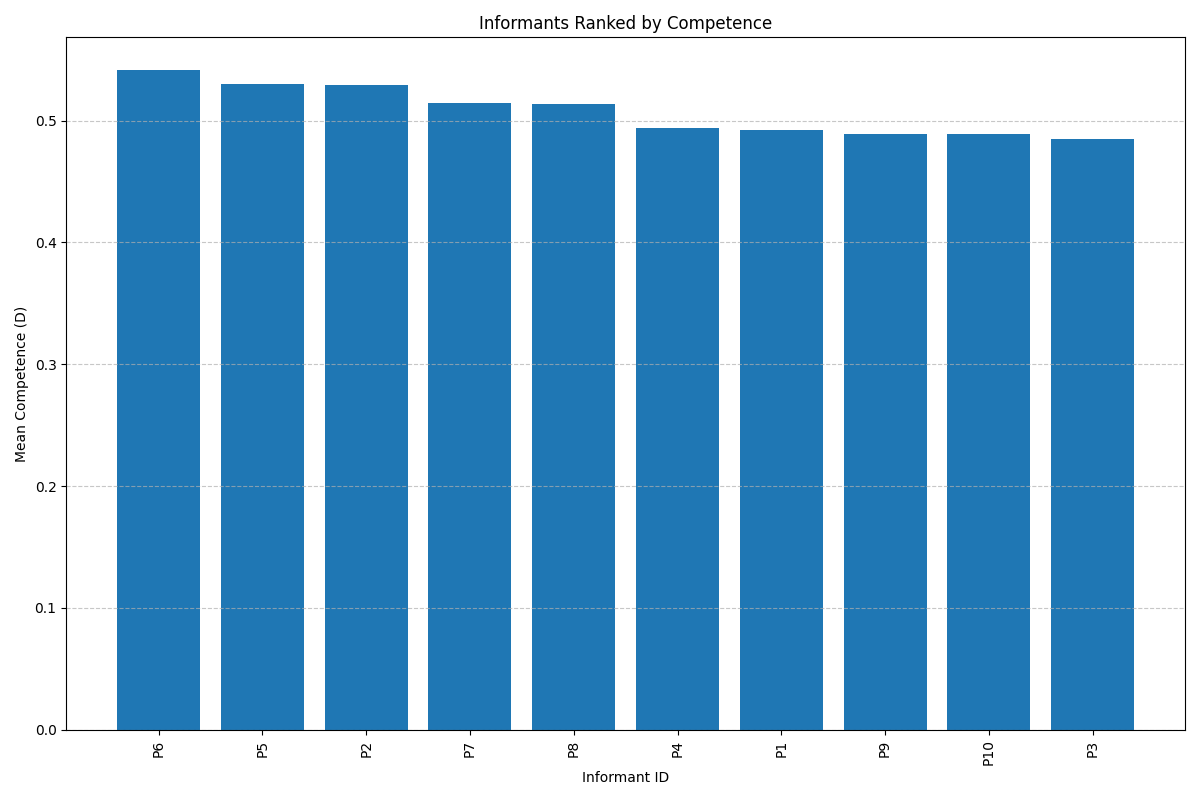 Informants Ranked by Competence
Mean Competence (D)
0.5
0.4
0.3
0.2
0.1
0.0
P6
P5
P2
P7
P8
P4
P1
P9
P10
P3
Informant ID